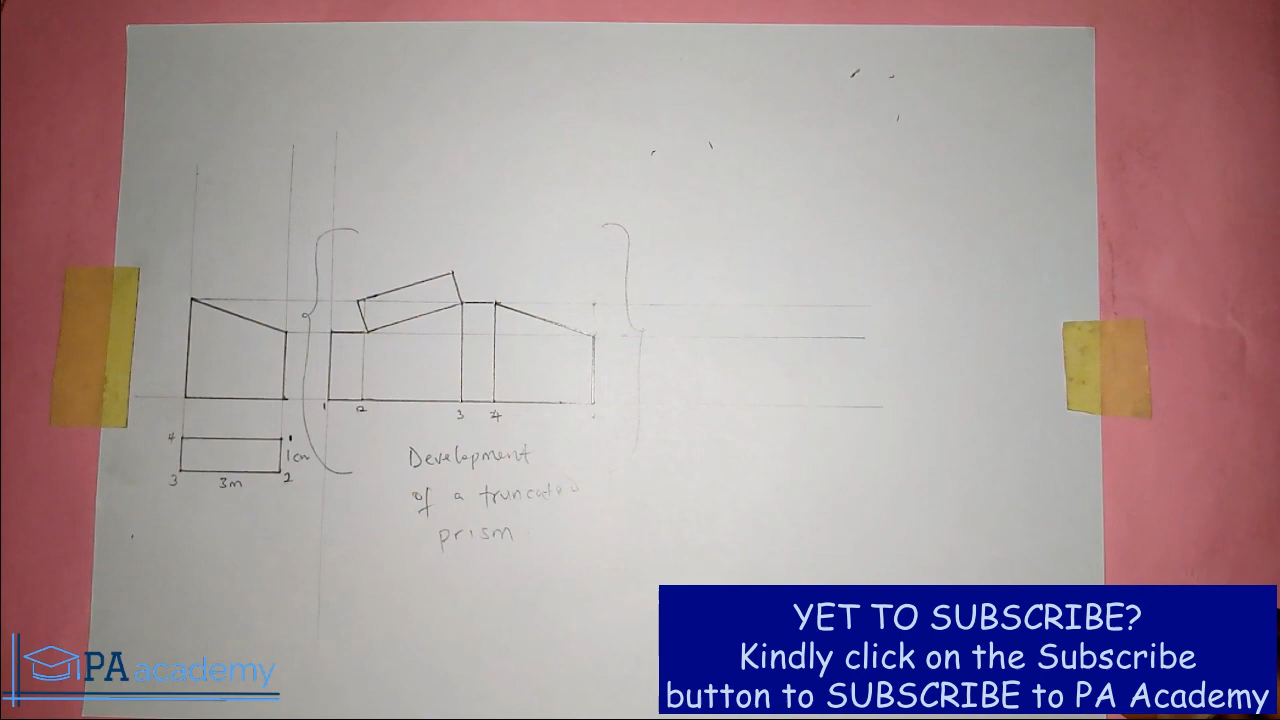 1 2 3 4
4 1
1cm
3 3m 2
Development
of a truncated
prism
PA academy
YET TO SUBSCRIBE?
Kindly click on the Subscribe
button to SUBSCRIBE to PA Academy